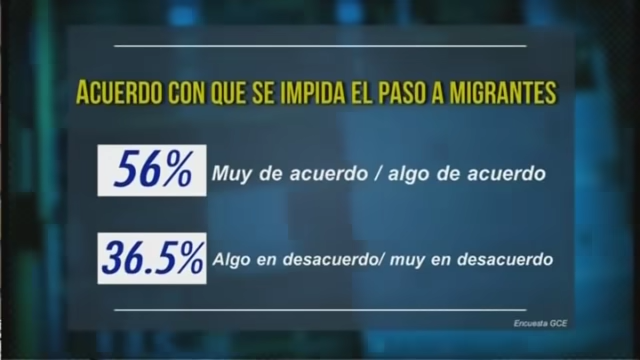 ACUERDO CON QUE SE IMPIDA EL PASO A MIGRANTES
56% Muy de acuerdo / algo de acuerdo
36.5% Algo en desacuerdo/ muy en desacuerdo
Encuesta GCE